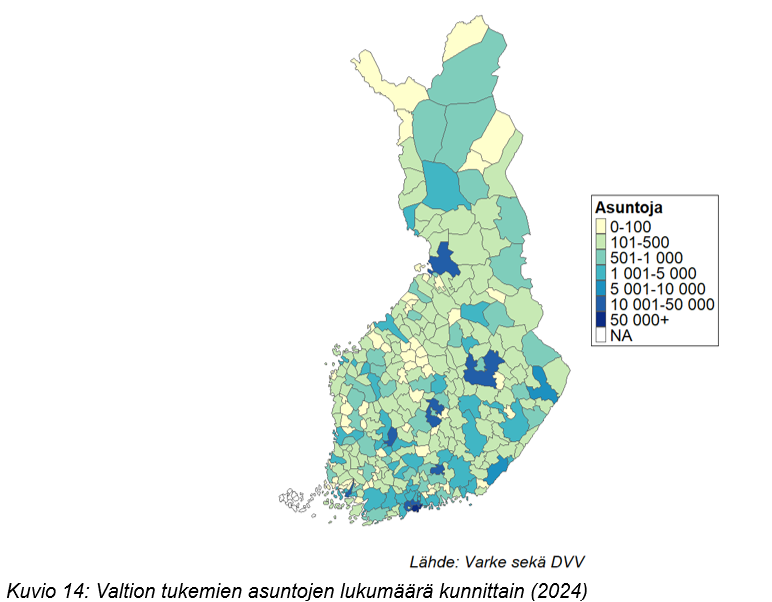 Asuntoja
0-100
101-500
501-1 000
1 001-5 000
5 001-10 000
10 001-50 000
50 000+
NA
Lähde: Varke sekä DVV
Kuvio 14: Valtion tukemien asuntojen lukumäärä kunnittain (2024)